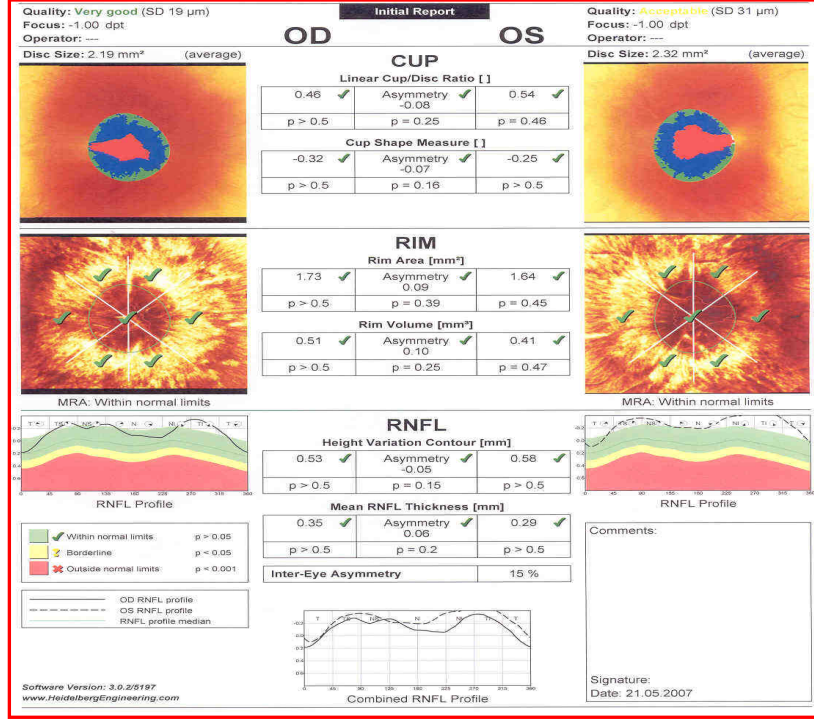 Quality: Very good (SD 19 µm)
Focus: -1.00 dpt
Operator: ---
Initial Report
OD
OS
Quality: Acceptable (SD 31 µm)
Focus: -1.00 dpt
Operator: ---
Disc Size: 2.19 mm² (average)
Disc Size: 2.32 mm² (average)
CUP
Linear Cup/Disc Ratio [ ]
0.46 Asymmetry 0.54
-0.08
p > 0.5 p = 0.25 p = 0.46
Cup Shape Measure [ ]
-0.32 Asymmetry -0.25
-0.07
p > 0.5 p = 0.16 p > 0.5
RIM
Rim Area [mm²]
1.73 Asymmetry 1.64
0.09
p > 0.5 p = 0.39 p = 0.45
Rim Volume [mm³]
0.51 Asymmetry 0.41
0.10
p > 0.5 p = 0.25 p = 0.47
MRA: Within normal limits
MRA: Within normal limits
RNFL
Height Variation Contour [mm]
0.53 Asymmetry 0.58
-0.05
p > 0.5 p = 0.15 p > 0.5
RNFL Profile
RNFL Profile
Mean RNFL Thickness [mm]
0.35 Asymmetry 0.29
0.06
p > 0.5 p = 0.2 p > 0.5
Inter-Eye Asymmetry 15 %
Within normal limits p > 0.05
Borderline p < 0.05
Outside normal limits p < 0.001
OD RNFL profile
OS RNFL profile
RNFL profile median
Comments:
Combined RNFL Profile
Software Version: 3.0.2/5197
www.HeidelbergEngineering.com
Signature:
Date: 21.05.2007